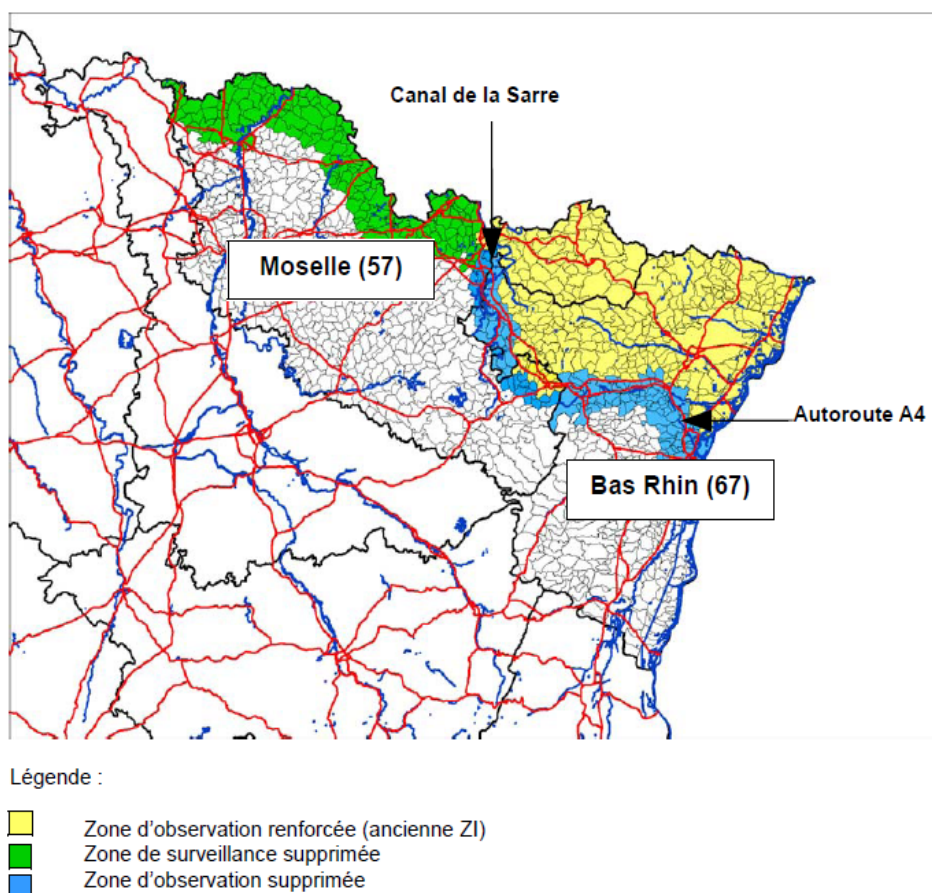 Canal de la Sarre
Moselle (57)
Autoroute A4
Bas Rhin (67)
Légende :
Zone d'observation renforcée (ancienne ZI)
Zone de surveillance supprimée
Zone d'observation supprimée